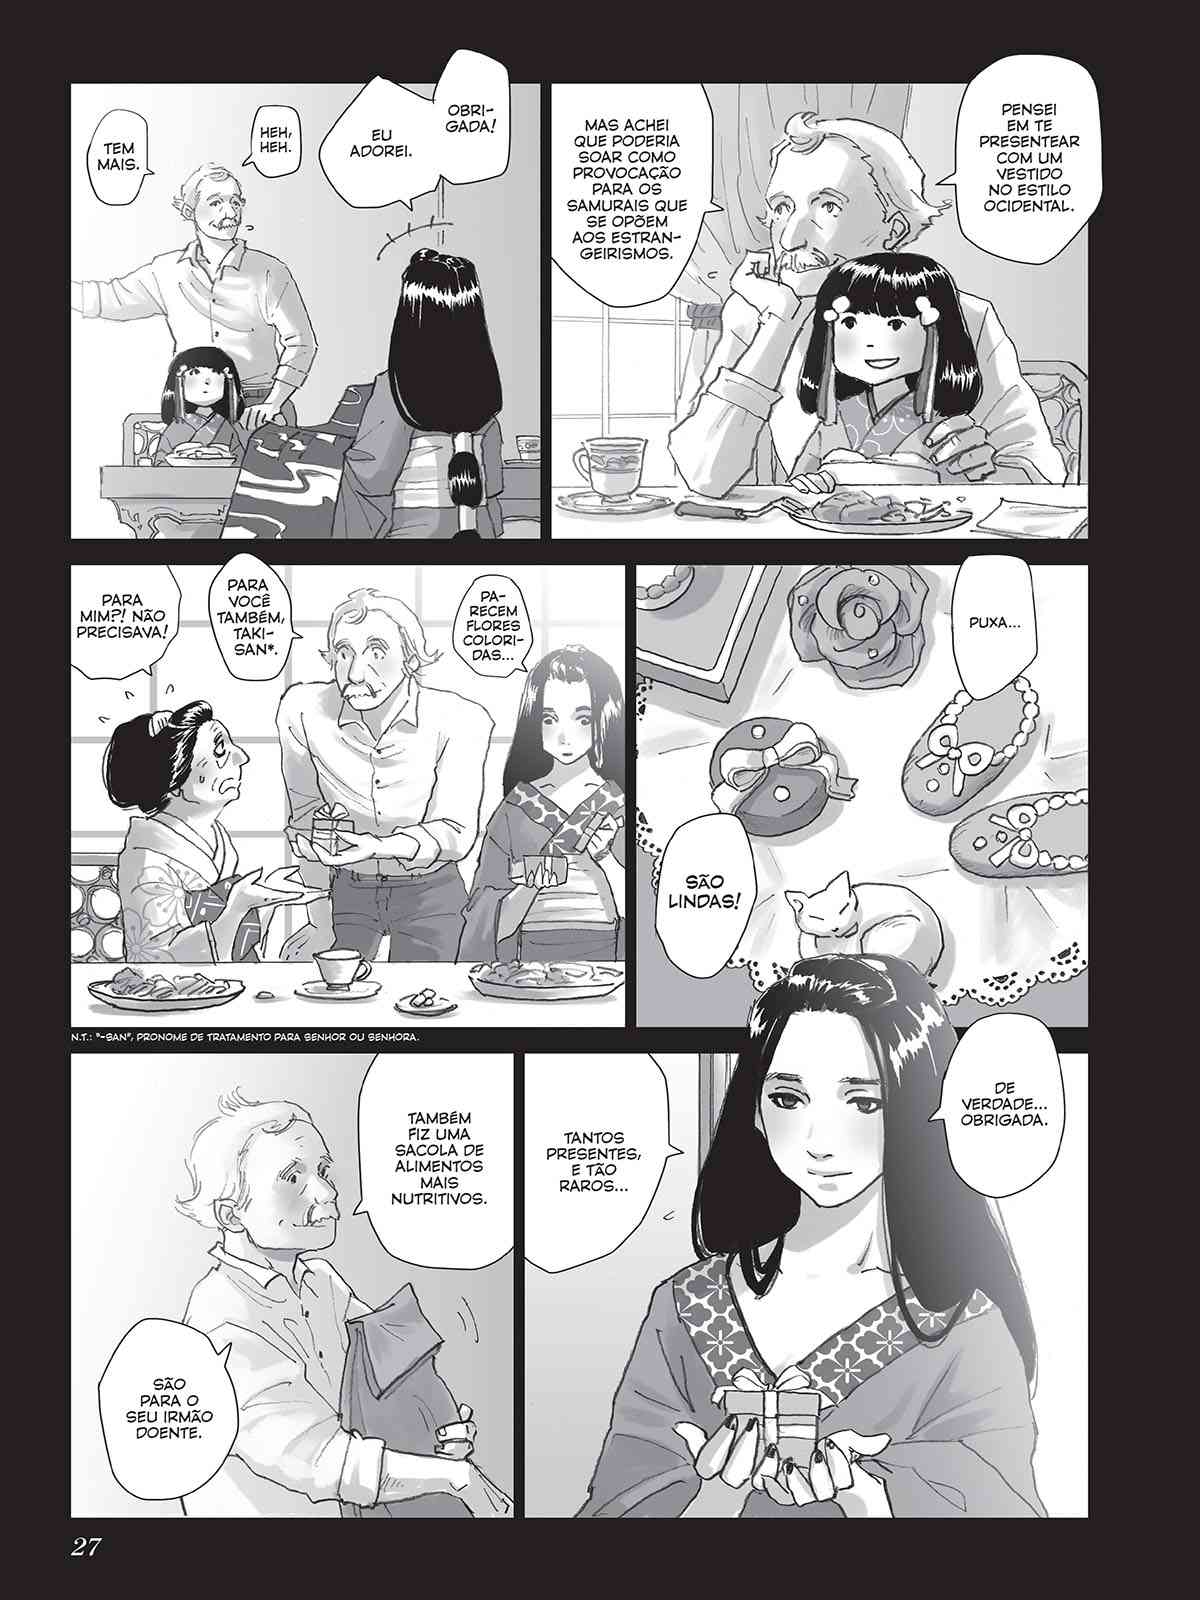 PENSEI
EM TE
PRESENTEAR
COM UM
VESTIDO
NO ESTILO
OCIDENTAL.
MAS ACHEI
QUE PODERIA
SOAR COMO
PROVOCAÇÃO
PARA OS
SAMURAIS QUE
SE OPÕEM
AOS ESTRAN-
GEIRISMOS.
OBRI-
GADA!
EU
ADOREI.
HEH,
HEH.
TEM
MAIS.
PUXA...
SÃO
LINDAS!
PA-
RECEM
FLORES
COLORI-
DAS...
PARA
VOCÊ
TAMBÉM,
TAKI-
SAN*.
PARA
MIM?! NÃO
PRECISAVA!
N.T.: "-SAN", PRONOME DE TRATAMENTO PARA SENHOR OU SENHORA.
DE
VERDADE...
OBRIGADA.
TANTOS
PRESENTES,
E TÃO
RAROS...
TAMBÉM
FIZ UMA
SACOLA DE
ALIMENTOS
MAIS
NUTRITIVOS.
SÃO
PARA O
SEU IRMÃO
DOENTE.
27